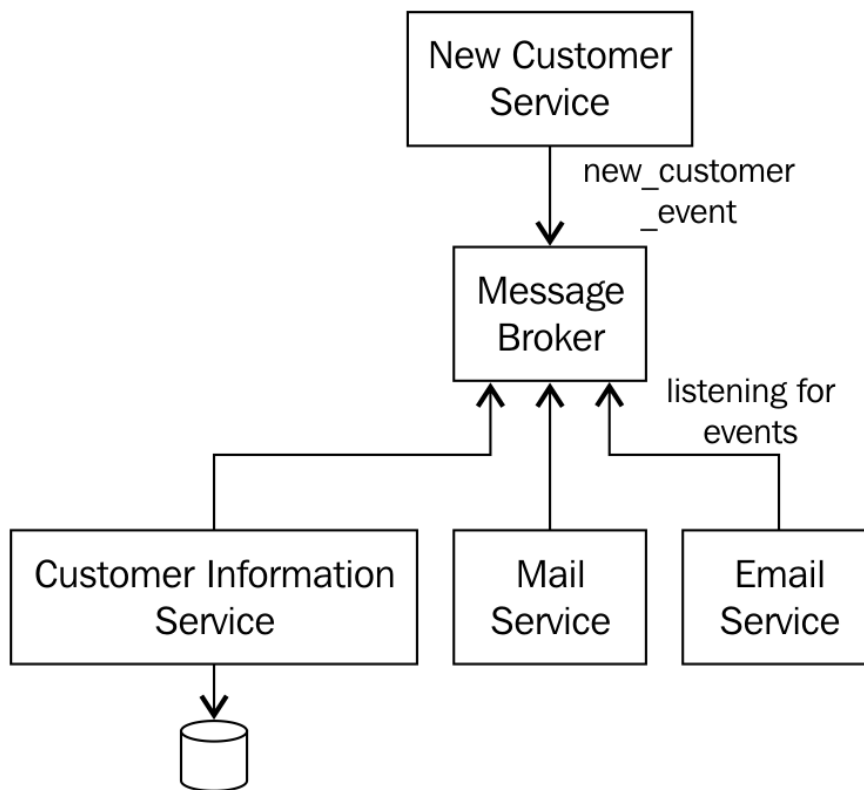 New Customer
Service
new_customer
_event
Message
Broker
listening for
events
Customer Information
Service
Mail
Service
Email
Service